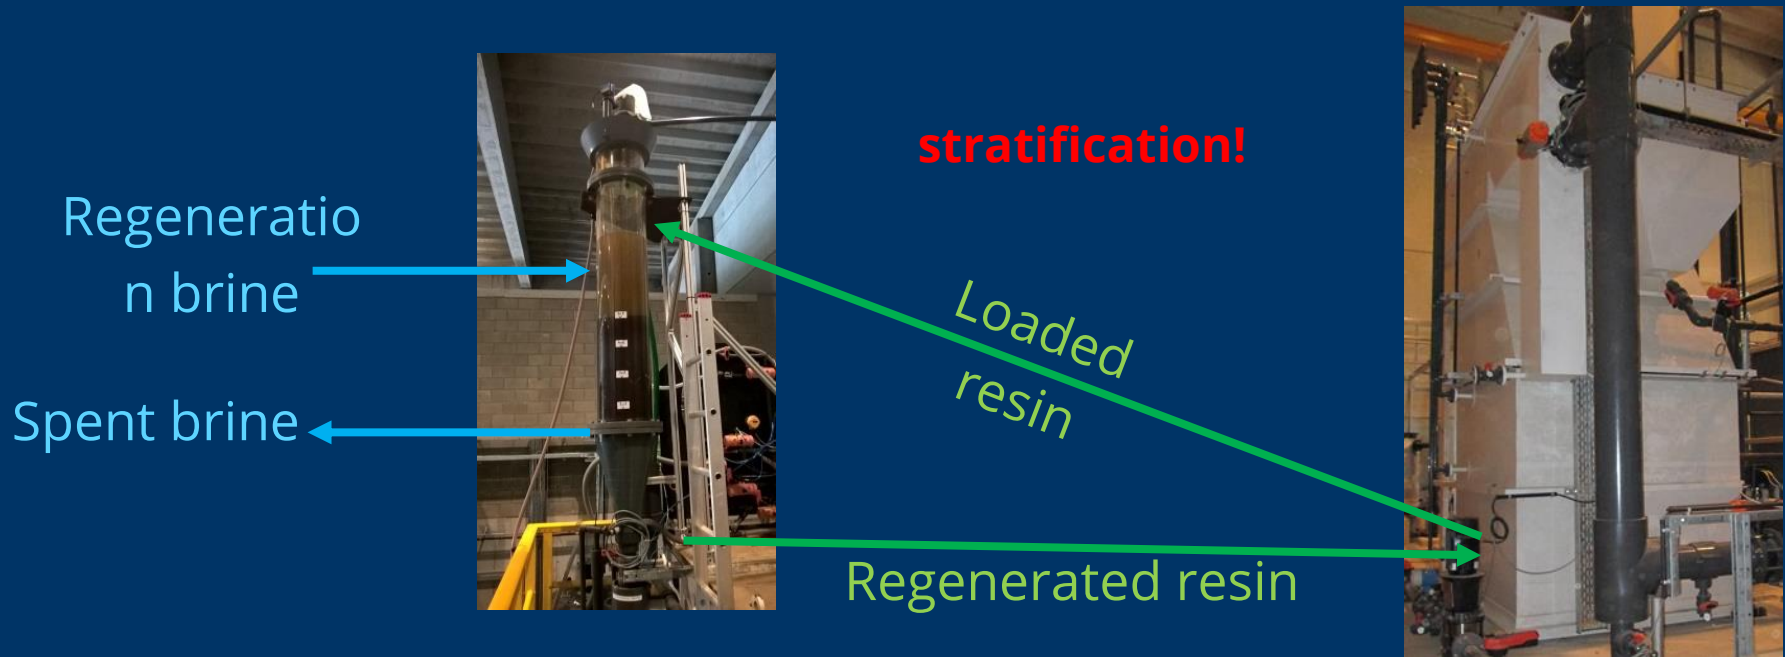 stratification!
Regeneratio
n brine
Loaded
resin
Spent brine
Regenerated resin